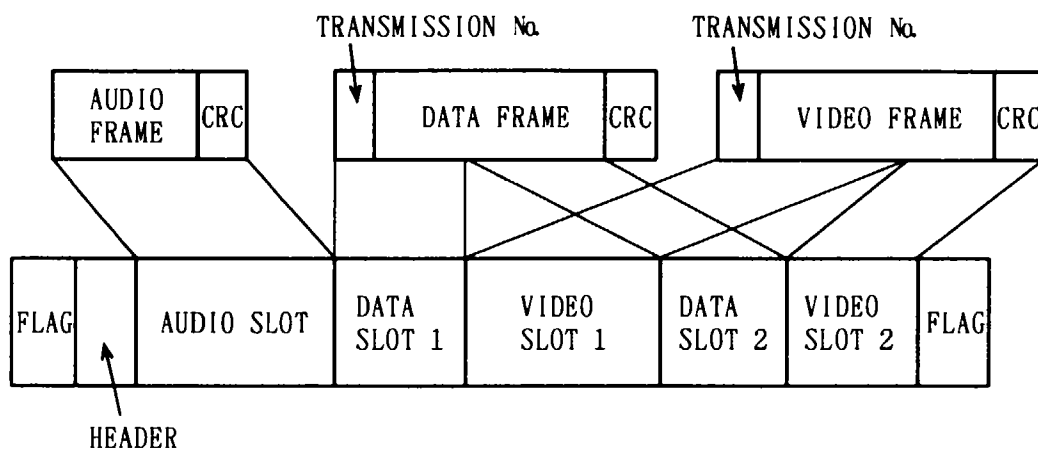 TRANSMISSION No.
TRANSMISSION No.
AUDIO
FRAME
CRC
DATA FRAME
CRC
VIDEO FRAME
CRC
FLAG
AUDIO SLOT
DATA
SLOT 1
VIDEO
SLOT 1
DATA
SLOT 2
VIDEO
SLOT 2
FLAG
HEADER